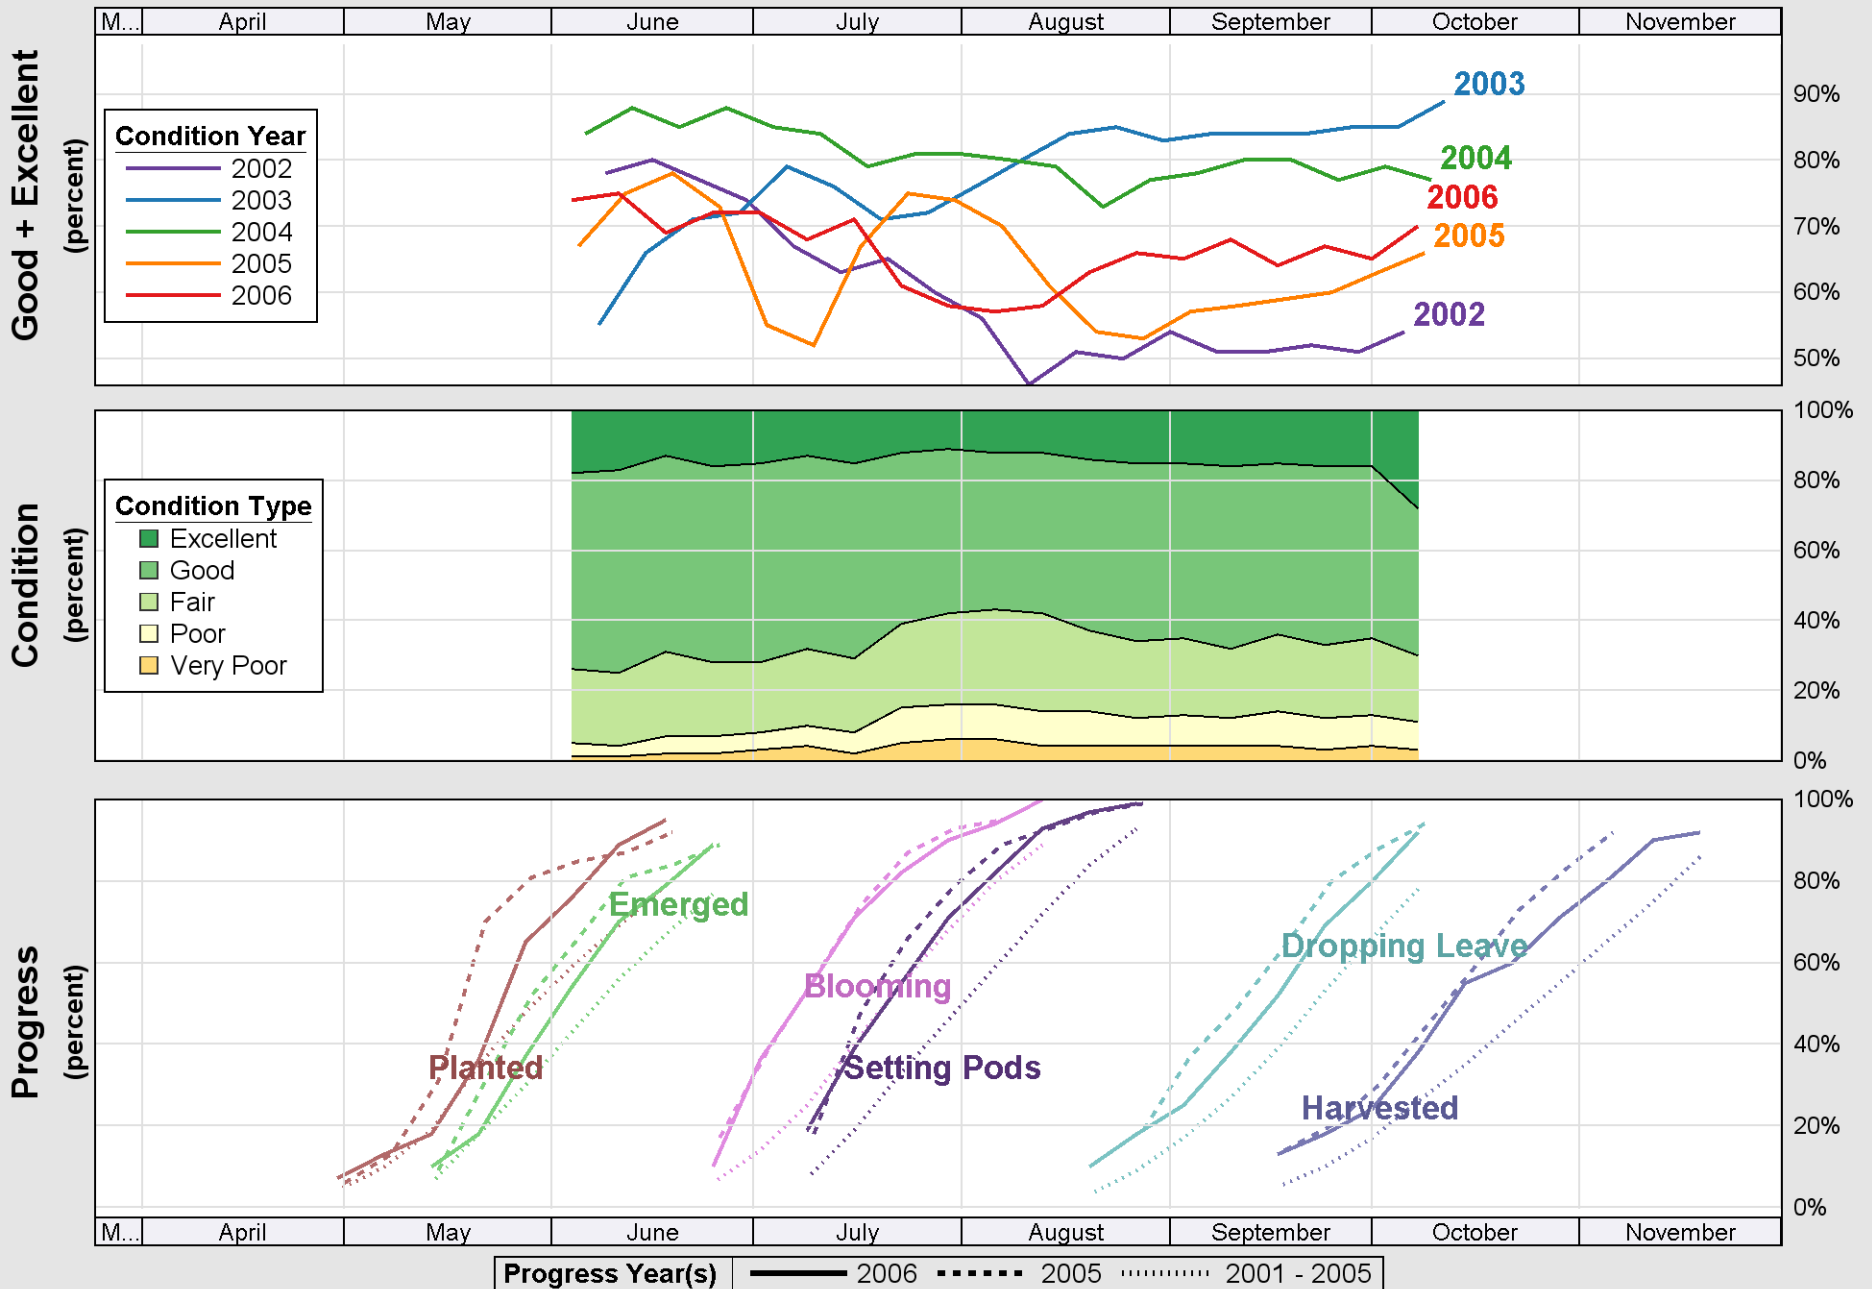 M... April May June July August September October November
Good + Excellent
(percent)
Condition Year
2002
2003
2004
2005
2006
2003
2004
2006
2005
2002
90%
80%
70%
60%
50%
Condition
(percent)
Condition Type
Excellent
Good
Fair
Poor
Very Poor
100%
80%
60%
40%
20%
0%
Progress
(percent)
Planted
Emerged
Blooming
Setting Pods
Dropping Leave
Harvested
100%
80%
60%
40%
20%
0%
M... April May June July August September October November
Progress Year(s) 2006 2005 2001 - 2005